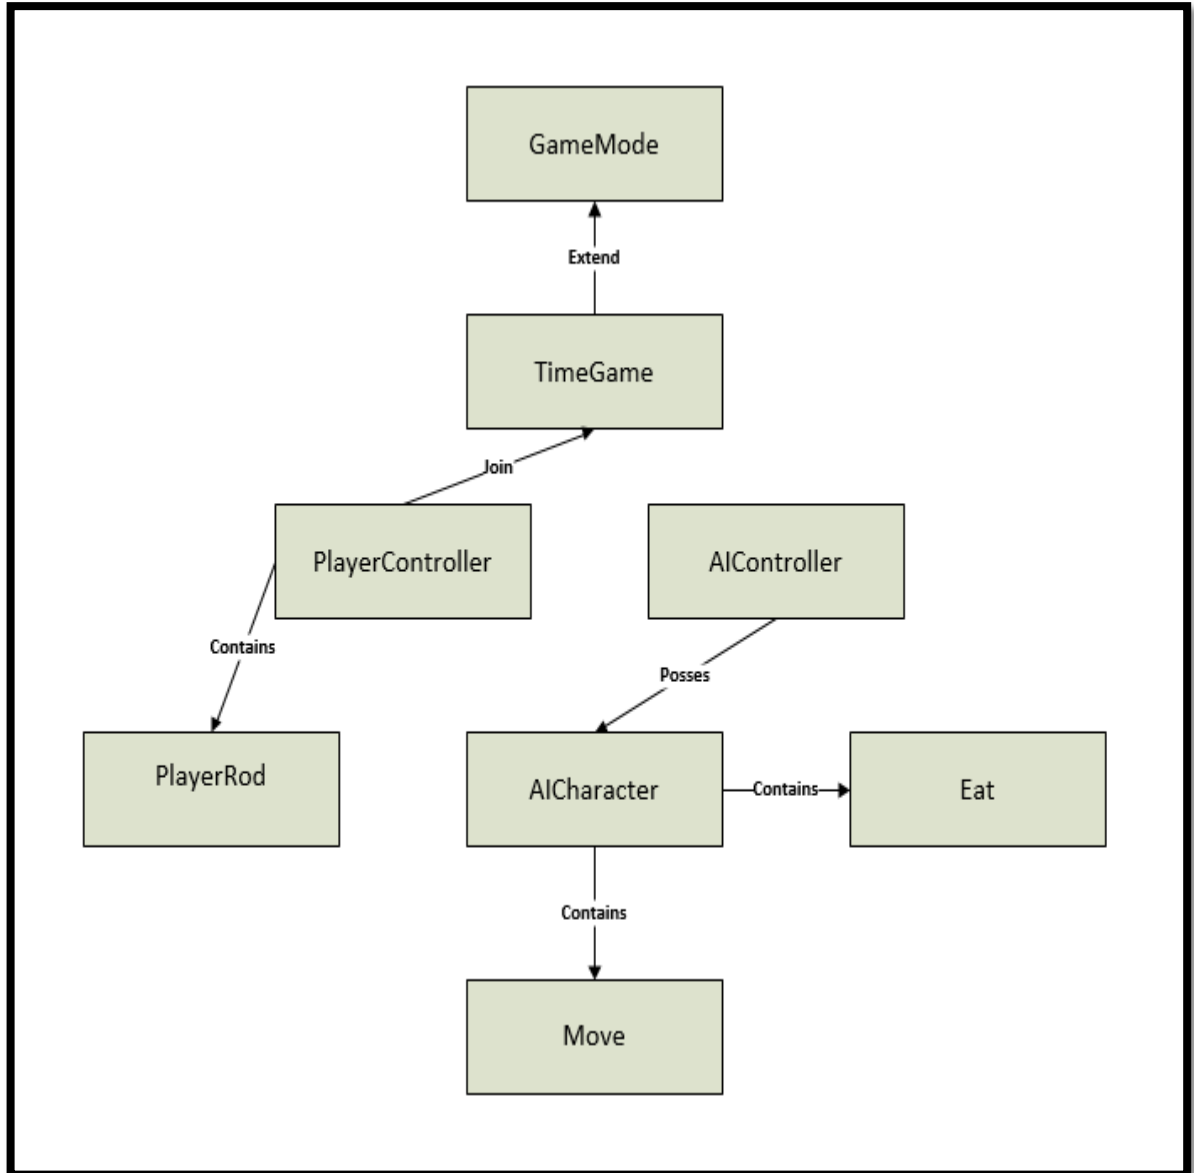 GameMode
Extend
TimeGame
Join
PlayerController
AIController
Contains
Posses
PlayerRod
AICharacter
Contains
Eat
Contains
Move